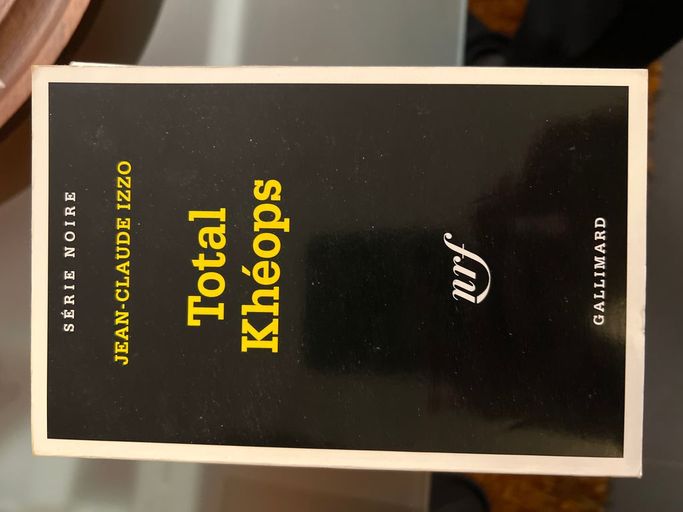 SÉRIE NOIRE
JEAN-CLAUDE IZZO
Total
Khéops
nrf
GALLIMARD